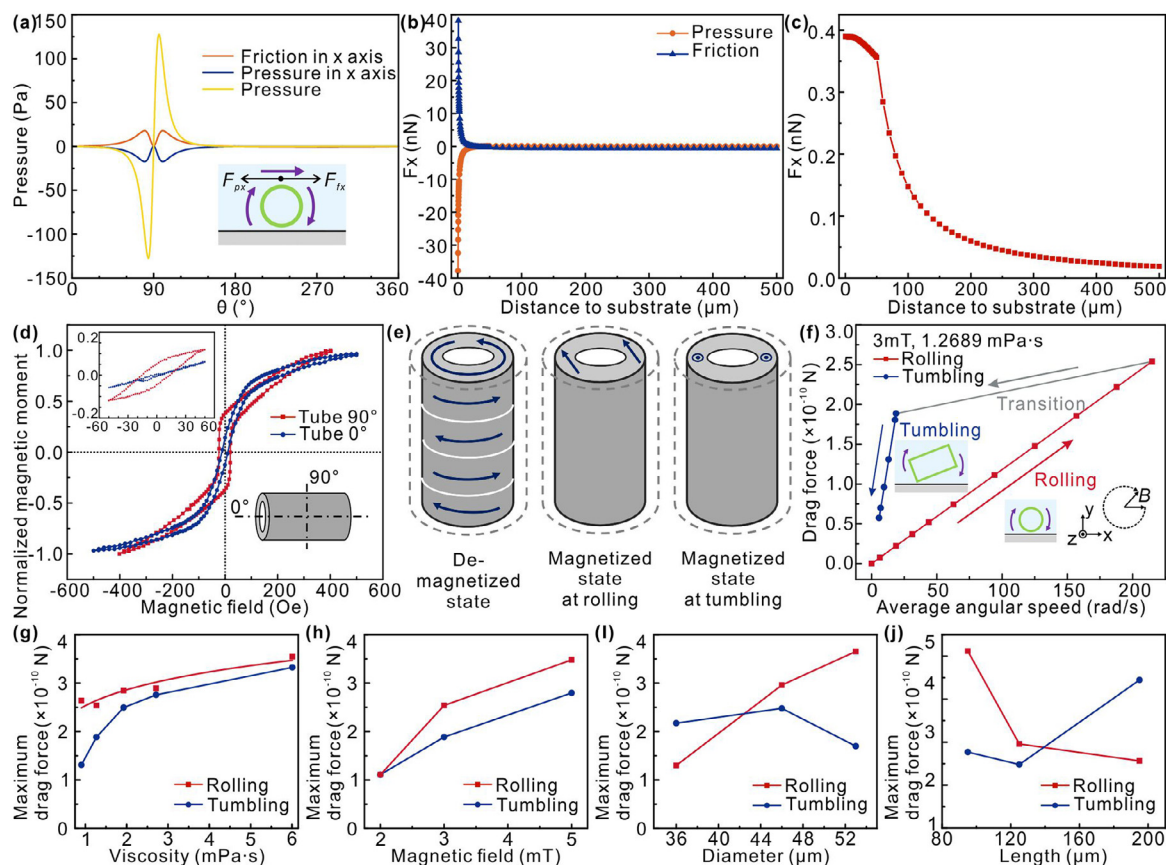 (a)
150
100
50
0
-50
-100
-150
Pressure (Pa)
Friction in x axis
Pressure in x axis
Pressure
Fpx
Ffx
0 90 180 270 360
θ (°)
(b)
40
30
20
10
0
-10
-20
-30
-40
Fx (nN)
Pressure
Friction
0 100 200 300 400 500
Distance to substrate (μm)
(c)
0.4
0.3
0.2
0.1
0.0
Fx (nN)
0 100 200 300 400 500
Distance to substrate (μm)
(d)
1.0
0.5
0.0
-0.5
-1.0
Normalized magnetic moment
0.2
0.0
-0.2
-60 -30 0 30 60
Tube 90°
Tube 0°
90°
0°
-600 -400 -200 0 200 400 600
Magnetic field (Oe)
(e)
De-
magnetized
state
Magnetized
state
at rolling
Magnetized
state
at tumbling
(f)
3.0
2.5
2.0
1.5
1.0
0.5
0.0
Drag force (×10⁻¹⁰ N)
3mT, 1.2689 mPa·s
Rolling
Tumbling
Transition
Tumbling
Rolling
B
y
z x
0 50 100 150 200
Average angular speed (rad/s)
(g)
4
3
2
1
0
Maximum
drag force (×10⁻¹⁰ N)
Rolling
Tumbling
1 2 3 4 5 6
Viscosity (mPa·s)
(h)
4
3
2
1
0
Maximum
drag force (×10⁻¹⁰ N)
Rolling
Tumbling
2 3 4 5
Magnetic field (mT)
(I)
4
3
2
1
0
Maximum
drag force (×10⁻¹⁰ N)
Rolling
Tumbling
36 40 44 48 52
Diameter (μm)
(j)
5
4
3
2
1
Maximum
drag force (×10⁻¹⁰ N)
Rolling
Tumbling
80 120 160 200
Length (μm)